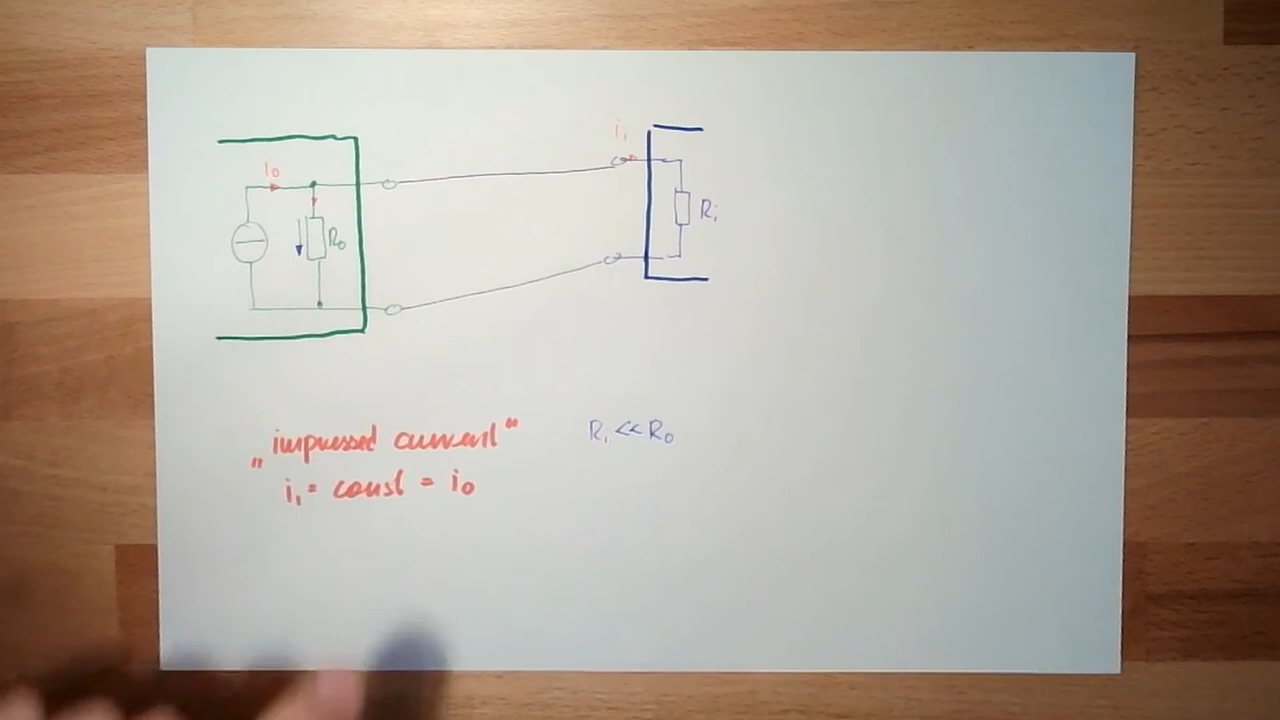 i₁
i₀
R₀
Rᵢ
„impressed current“
R₁ << R₀
i₁ = const = i₀